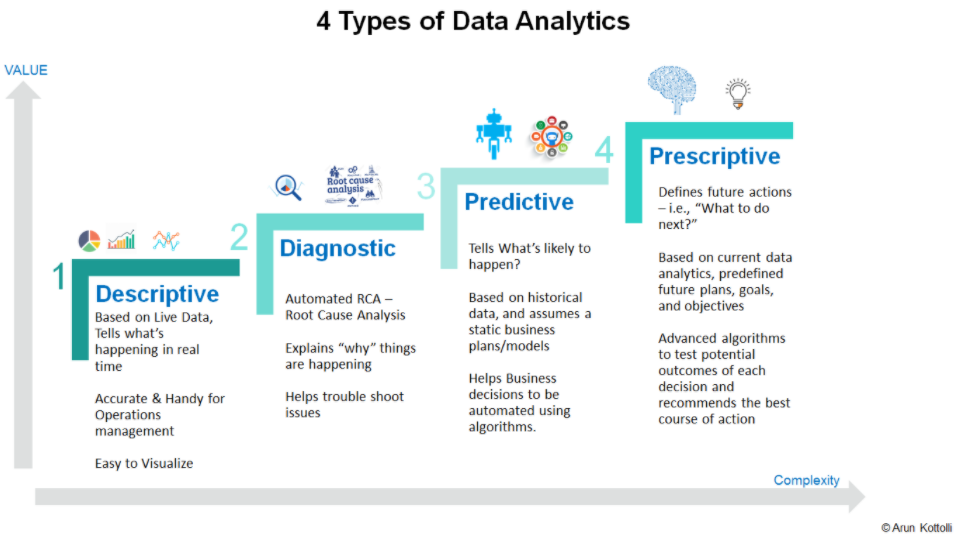 4 Types of Data Analytics
VALUE
1
Descriptive
Based on Live Data,
Tells what's
happening in real
time
Accurate & Handy for
Operations
management
Easy to Visualize
2
Root cause
analysis
Diagnostic
Automated RCA –
Root Cause Analysis
Explains “why” things
are happening
Helps trouble shoot
issues
3
Predictive
Tells What's likely to
happen?
Based on historical
data, and assumes a
static business
plans/models
Helps Business
decisions to be
automated using
algorithms.
4
Prescriptive
Defines future actions
– i.e., “What to do
next?”
Based on current data
analytics, predefined
future plans, goals,
and objectives
Advanced algorithms
to test potential
outcomes of each
decision and
recommends the best
course of action
Complexity
© Arun Kottolli